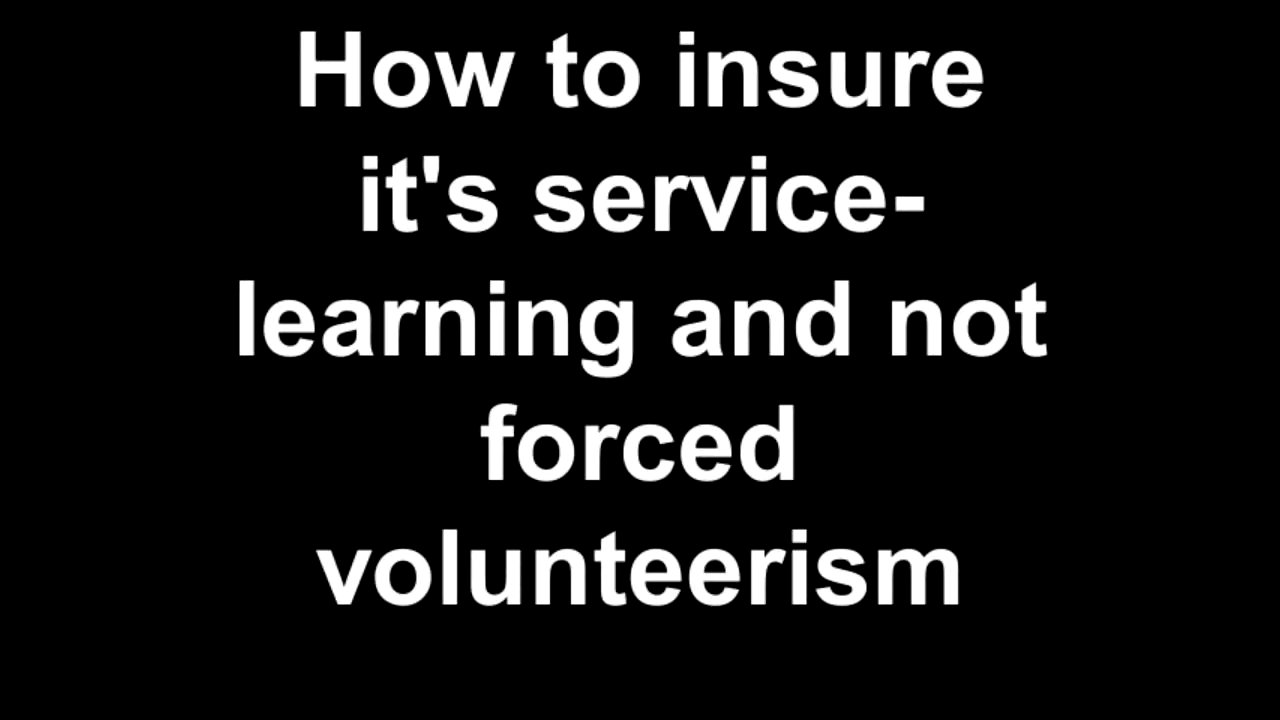 How to insure
it's service-
learning and not
forced
volunteerism